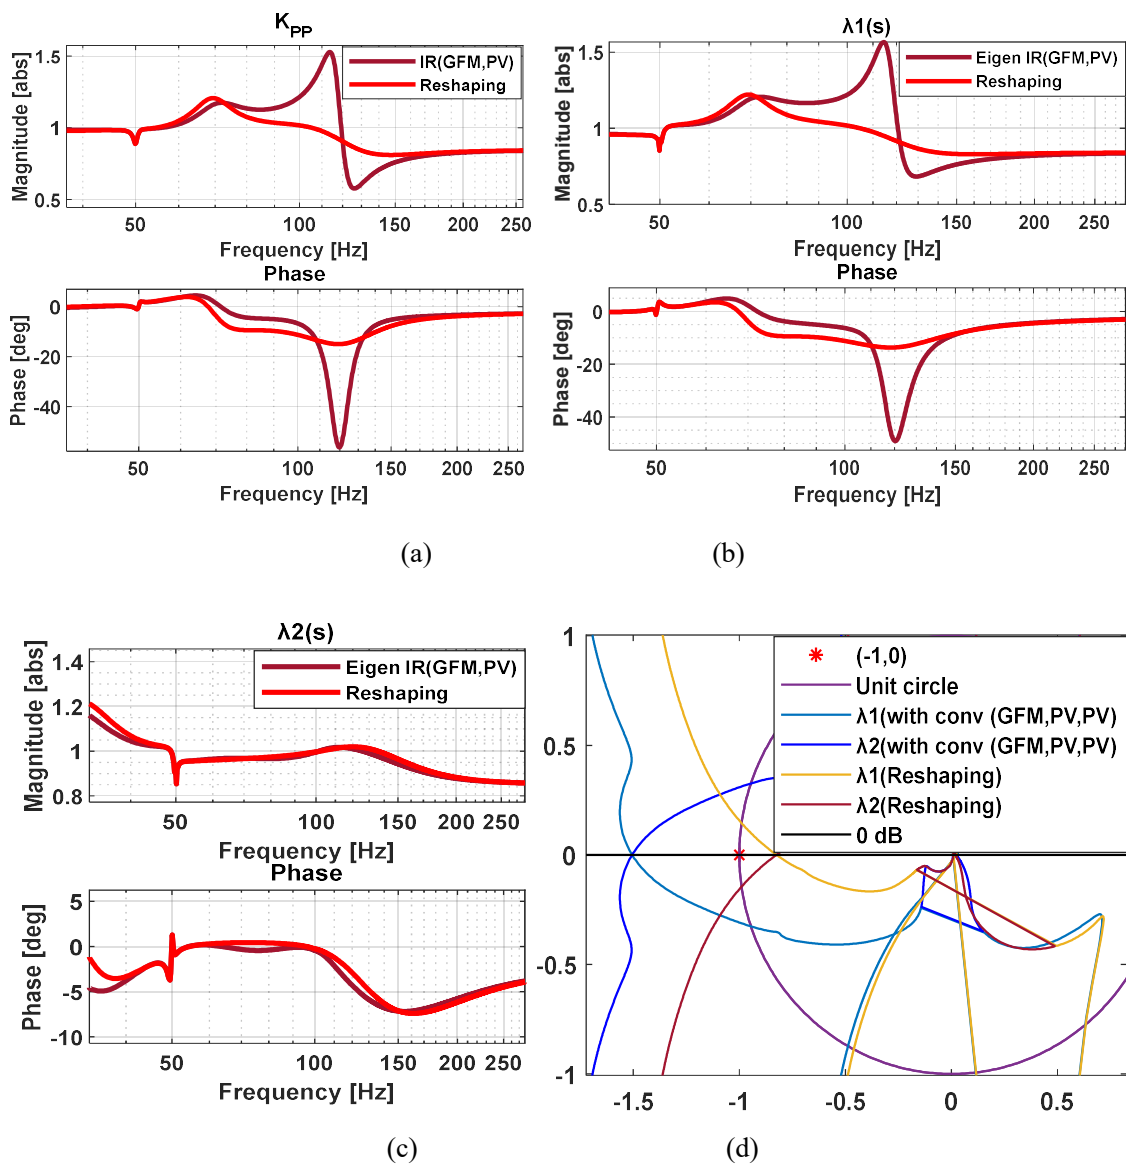 K_PP
Magnitude [abs]
1.5
1
0.5
IR(GFM,PV)
Reshaping
50
100
150
200
250
Frequency [Hz]
Phase
Phase [deg]
0
-20
-40
50
100
150
200
250
Frequency [Hz]
(a)
λ1(s)
Magnitude [abs]
1.5
1
0.5
Eigen IR(GFM,PV)
Reshaping
50
100
150
200
250
Frequency [Hz]
Phase
Phase [deg]
0
-10
-20
-30
-40
50
100
150
200
250
Frequency [Hz]
(b)
λ2(s)
Magnitude [abs]
1.4
1.2
1
0.8
Eigen IR(GFM,PV)
Reshaping
50
100
150
200
250
Frequency [Hz]
Phase
Phase [deg]
5
0
-5
-10
50
100
150
200
250
Frequency [Hz]
(c)
1
0.5
0
-0.5
-1
(-1,0)
Unit circle
λ1(with conv (GFM,PV,PV)
λ2(with conv (GFM,PV,PV)
λ1(Reshaping)
λ2(Reshaping)
0 dB
-1.5
-1
-0.5
0
0.5
(d)